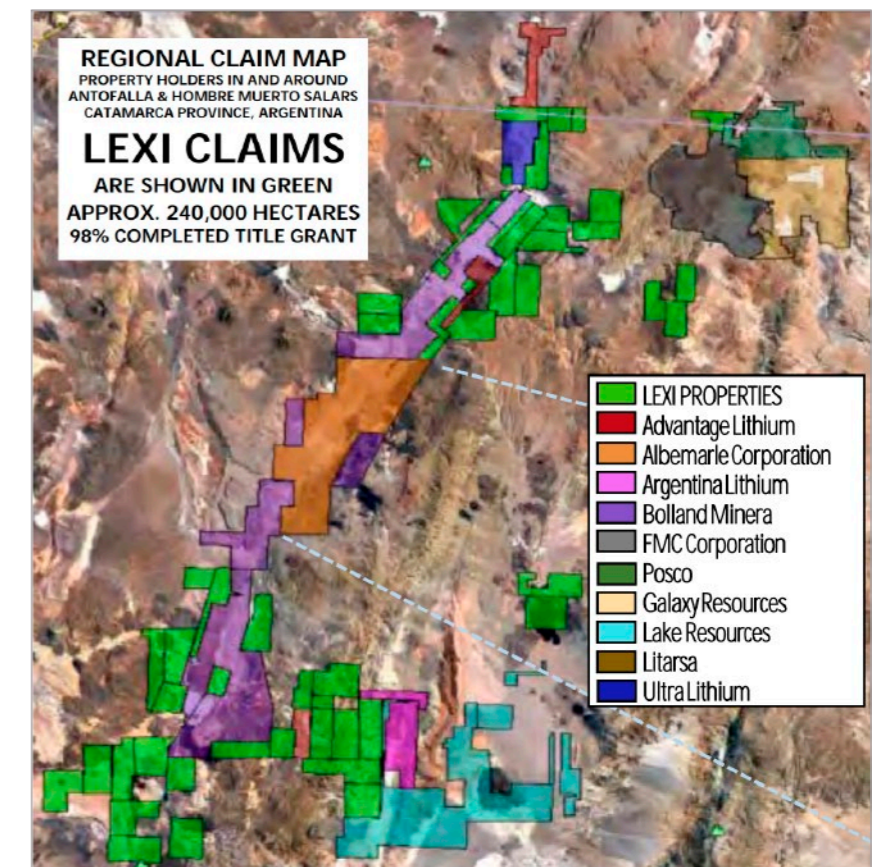 REGIONAL CLAIM MAP
PROPERTY HOLDERS IN AND AROUND
ANTOFALLA & HOMBRE MUERTO SALARS
CATAMARCA PROVINCE, ARGENTINA
LEXI CLAIMS
ARE SHOWN IN GREEN
APPROX. 240,000 HECTARES
98% COMPLETED TITLE GRANT
LEXI PROPERTIES
Advantage Lithium
Albemarle Corporation
Argentina Lithium
Bolland Minera
FMC Corporation
Posco
Galaxy Resources
Lake Resources
Litarsa
Ultra Lithium